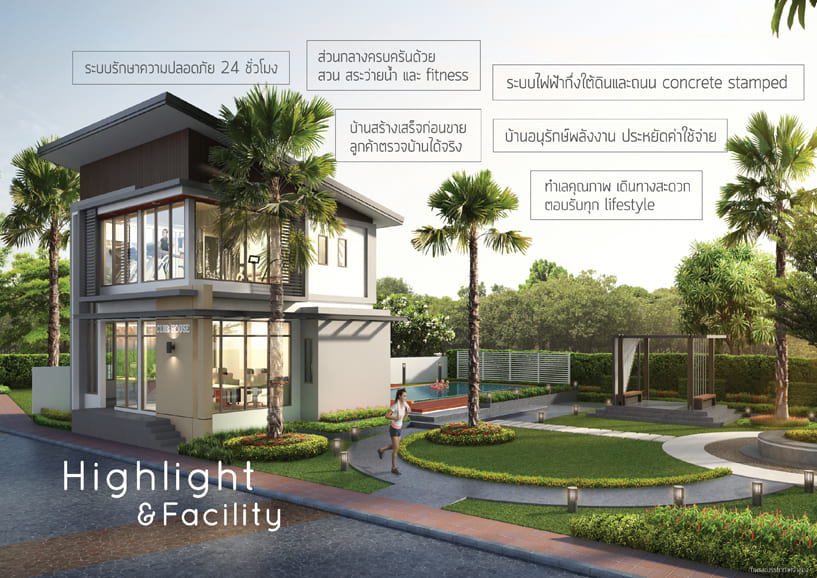 ระบบรักษาความปลอดภัย 24 ชั่วโมง
ส่วนกลางครบครันด้วย
สวน สระว่ายน้ำ และ fitness
ระบบไฟฟ้ากึ่งใต้ดินและถนน concrete stamped
บ้านสร้างเสร็จก่อนขาย
ลูกค้าตรวจบ้านได้จริง
บ้านอนุรักษ์พลังงาน ประหยัดค่าใช้จ่าย
ทำเลคุณภาพ เดินทางสะดวก
ตอบรับทุก lifestyle
CLUB HOUSE
Highlight
& Facility